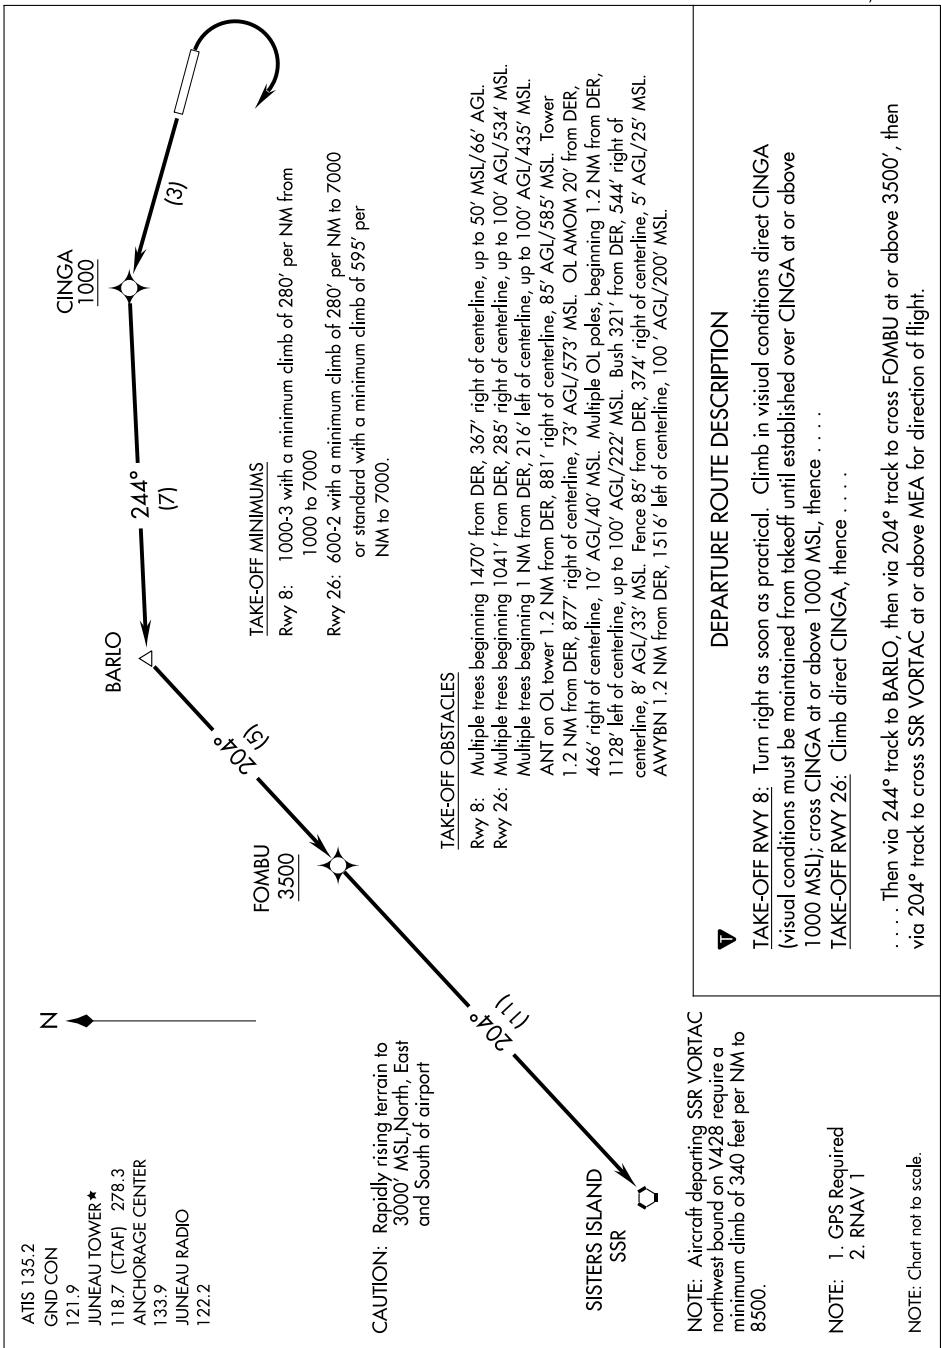 ATIS 135.2
GND CON
121.9
JUNEAU TOWER★
118.7 (CTAF) 278.3
ANCHORAGE CENTER
133.9
JUNEAU RADIO
122.2
N
CINGA
1000
(3)
244°
(7)
BARLO
204°
(5)
FOMBU
3500
204°
(11)
SISTERS ISLAND
SSR
CAUTION: Rapidly rising terrain to
3000' MSL,North, East
and South of airport
TAKE-OFF MINIMUMS
Rwy 8: 1000-3 with a minimum climb of 280' per NM from
1000 to 7000
Rwy 26: 600-2 with a minimum climb of 280' per NM to 7000
or standard with a minimum climb of 595' per
NM to 7000.
TAKE-OFF OBSTACLES
Rwy 8: Multiple trees beginning 1470' from DER, 367' right of centerline, up to 50' MSL/66' AGL.
Rwy 26: Multiple trees beginning 1041' from DER, 285' right of centerline, up to 100' AGL/534' MSL.
Multiple trees beginning 1 NM from DER, 216' left of centerline, up to 100' AGL/435' MSL.
ANT on OL tower 1.2 NM from DER, 881' right of centerline, 85' AGL/585' MSL. Tower
1.2 NM from DER, 877' right of centerline, 73' AGL/573' MSL. OL AMOM 20' from DER,
466' right of centerline, 10' AGL/40' MSL. Multiple OL poles, beginning 1.2 NM from DER,
1128' left of centerline, up to 100' AGL/222' MSL. Bush 321' from DER, 544' right of
centerline, 8' AGL/33' MSL. Fence 85' from DER, 374' right of centerline, 5' AGL/25' MSL.
AWYBN 1.2 NM from DER, 1516' left of centerline, 100 ' AGL/200' MSL.
NOTE: Aircraft departing SSR VORTAC
northwest bound on V428 require a
minimum climb of 340 feet per NM to
8500.
NOTE: 1. GPS Required
2. RNAV 1
NOTE: Chart not to scale.
DEPARTURE ROUTE DESCRIPTION
T
TAKE-OFF RWY 8: Turn right as soon as practical. Climb in visiual conditions direct CINGA
(visual conditions must be maintained from takeoff until established over CINGA at or above
1000 MSL); cross CINGA at or above 1000 MSL, thence . . . .
TAKE-OFF RWY 26: Climb direct CINGA, thence . . . .
. . . . Then via 244° track to BARLO, then via 204° track to cross FOMBU at or above 3500', then
via 204° track to cross SSR VORTAC at or above MEA for direction of flight.